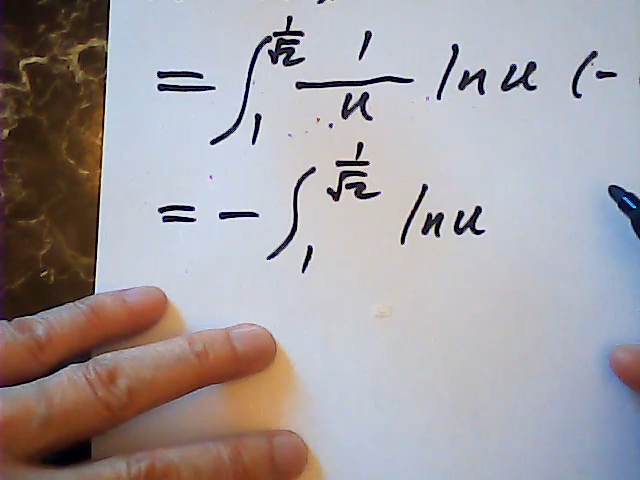 = ∫₁^(1/√2) 1/u ln u (-
= - ∫₁^(1/√2) ln u